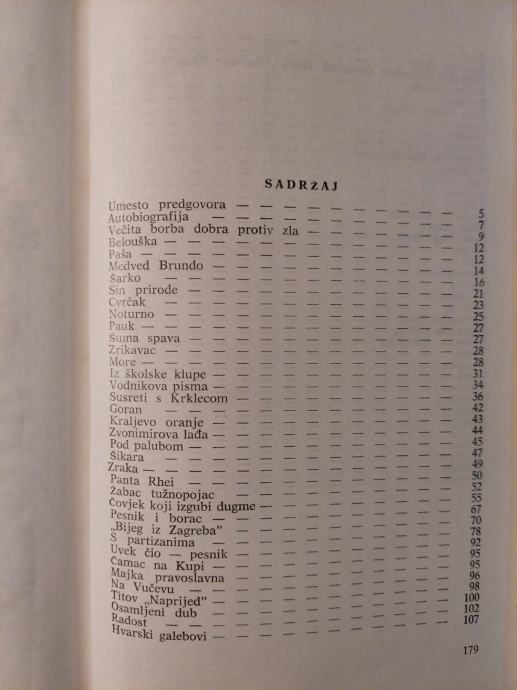 SADRŽAJ
Umesto predgovora — — — — — — — — — — 5
Autobiografija — — — — — — — — — — 7
Večita borba dobra protiv zla — — — — — — 9
Belouška — — — — — — — — — — — — 12
Paša — — — — — — — — — — — — — 12
Medved Brundo — — — — — — — — — — 14
Šarko — — — — — — — — — — — — 16
Sin prirode — — — — — — — — — — — 21
Cvrčak — — — — — — — — — — — — 23
Noturno — — — — — — — — — — — — 25
Pauk — — — — — — — — — — — — — 27
Šuma spava — — — — — — — — — — — 27
Zrikavac — — — — — — — — — — — — 28
More — — — — — — — — — — — — — 28
Iz školske klupe — — — — — — — — — — 31
Vodnikova pisma — — — — — — — — — — 34
Susreti s Krklecom — — — — — — — — — 36
Goran — — — — — — — — — — — — 42
Kraljevo oranje — — — — — — — — — — 43
Zvonimirova lađa — — — — — — — — — — 44
Pod palubom — — — — — — — — — — — 45
Šikara — — — — — — — — — — — — 47
Zraka — — — — — — — — — — — — — 49
Panta Rhei — — — — — — — — — — — 50
Žabac tužnopojac — — — — — — — — — — 52
Čovjek koji izgubi dugme — — — — — — — — 55
Pesnik i borac — — — — — — — — — — 67
„Bijeg iz Zagreba” — — — — — — — — — — 70
S partizanima — — — — — — — — — — 78
Uvek čio — pesnik — — — — — — — — — 92
Čamac na Kupi — — — — — — — — — — 95
Majka pravoslavna — — — — — — — — — 95
Na Vučevu — — — — — — — — — — — 96
Titov „Naprijed” — — — — — — — — — — 98
Osamljeni dub — — — — — — — — — — 100
Radost — — — — — — — — — — — — 102
Hvarski galebovi — — — — — — — — — 107
179